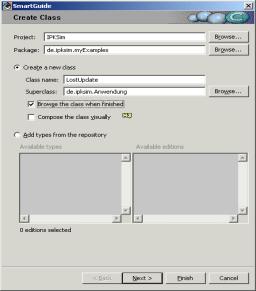 SmartGuide
Create Class
Project: IPKSim Browse...
Package: de.ipksim.myExamples Browse...
Create a new class
Class name: LostUpdate
Superclass: de.ipksim.Anwendung Browse...
Browse the class when finished
Compose the class visually
Add types from the repository
Available types Available editions
0 editions selected
< Back Next > Finish Cancel